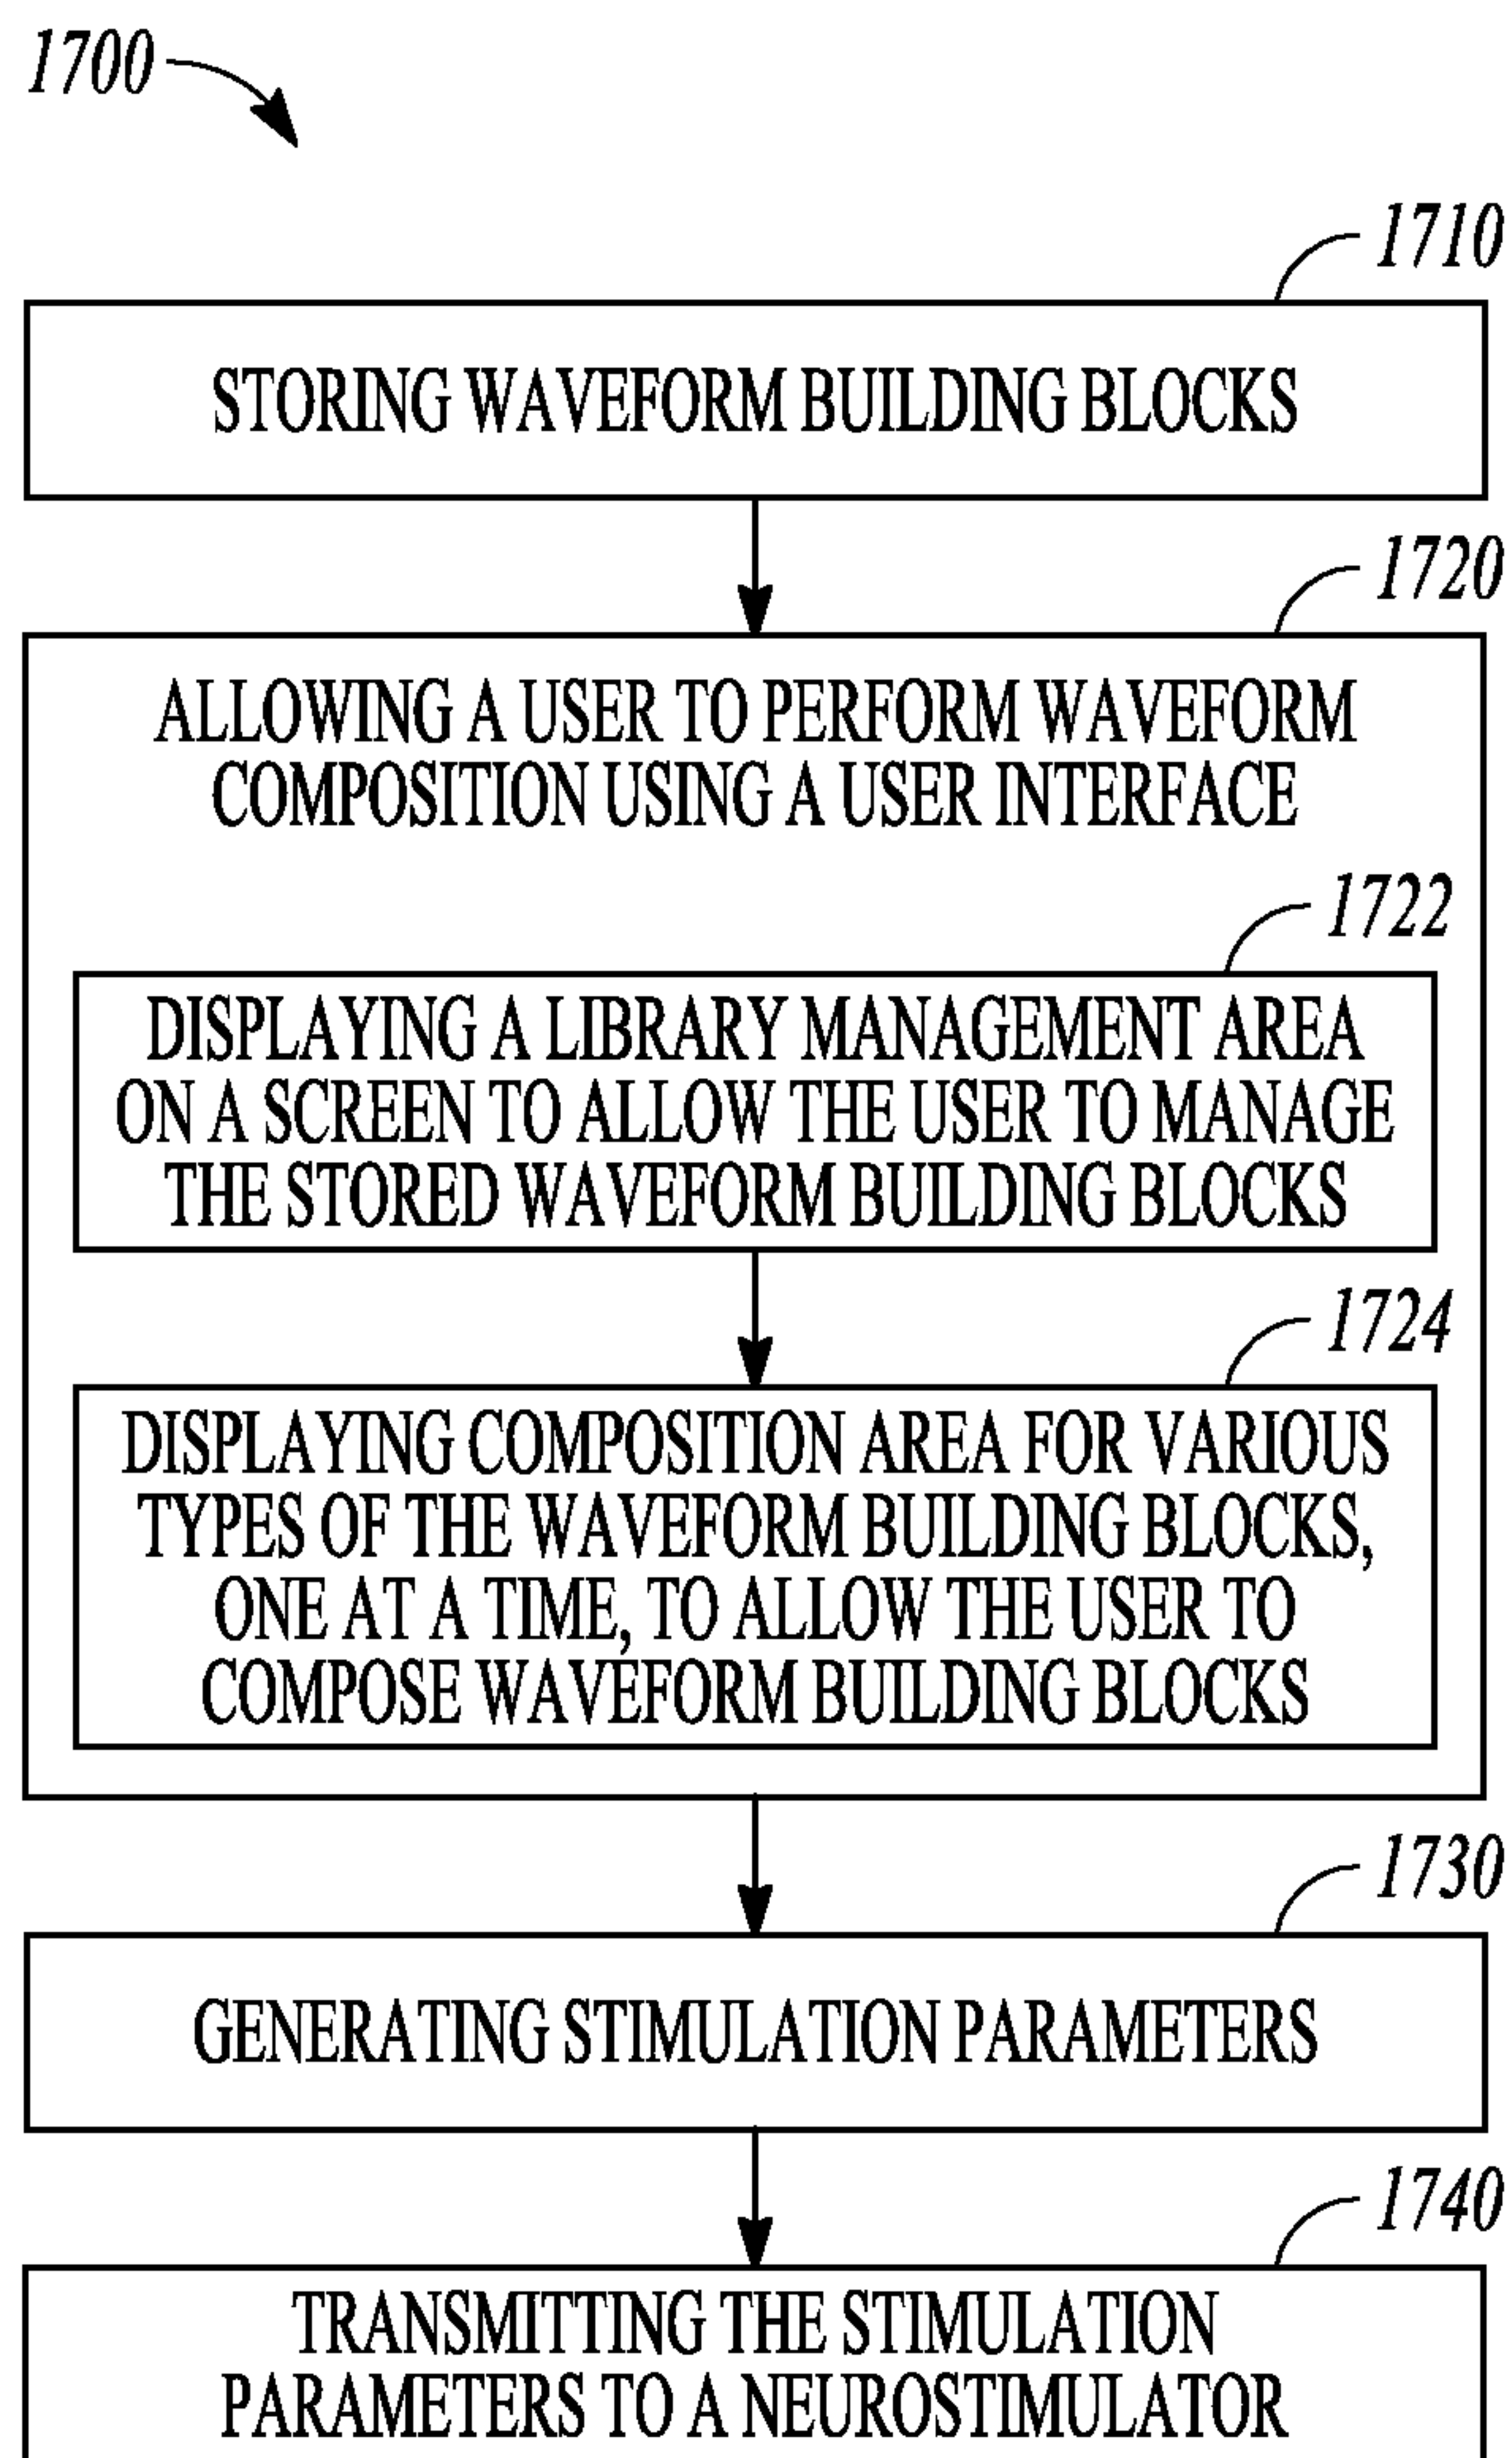 1700
1710
STORING WAVEFORM BUILDING BLOCKS
1720
ALLOWING A USER TO PERFORM WAVEFORM
COMPOSITION USING A USER INTERFACE
1722
DISPLAYING A LIBRARY MANAGEMENT AREA
ON A SCREEN TO ALLOW THE USER TO MANAGE
THE STORED WAVEFORM BUILDING BLOCKS
1724
DISPLAYING COMPOSITION AREA FOR VARIOUS
TYPES OF THE WAVEFORM BUILDING BLOCKS,
ONE AT A TIME, TO ALLOW THE USER TO
COMPOSE WAVEFORM BUILDING BLOCKS
1730
GENERATING STIMULATION PARAMETERS
1740
TRANSMITTING THE STIMULATION
PARAMETERS TO A NEUROSTIMULATOR